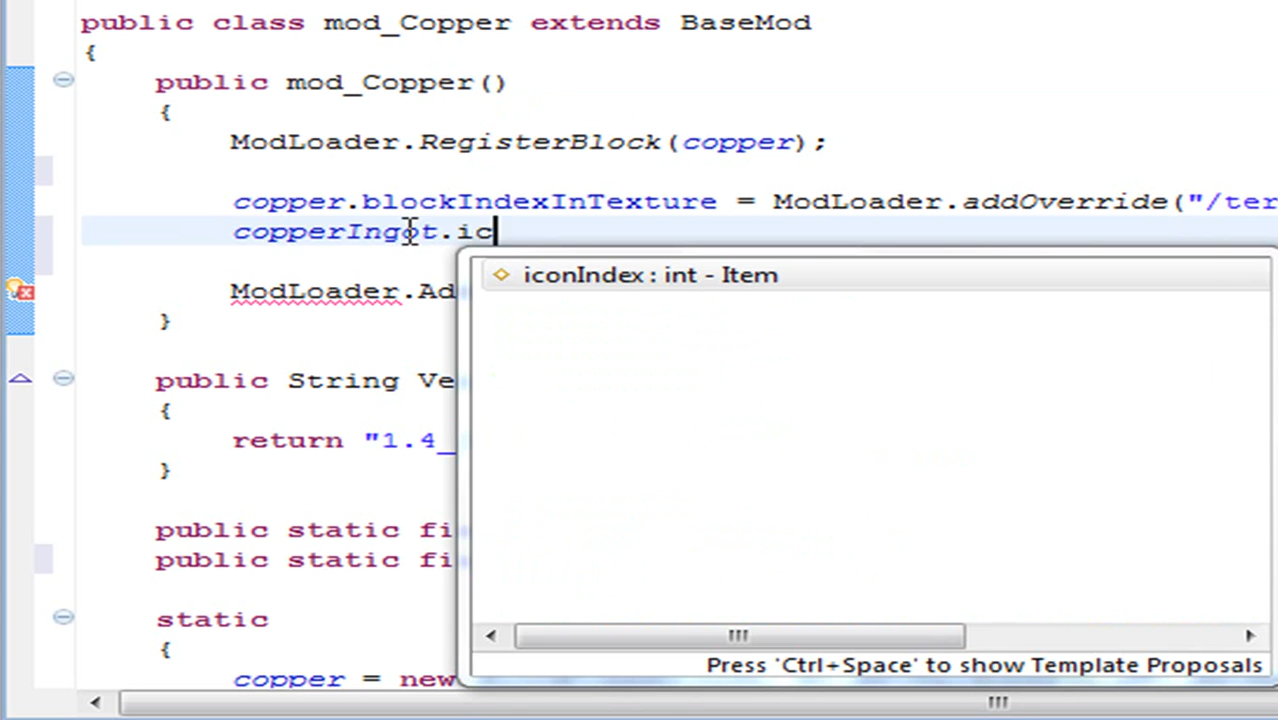 public class mod_Copper extends BaseMod
{
public mod_Copper()
{
ModLoader.RegisterBlock(copper);
copper.blockIndexInTexture = ModLoader.addOverride("/ter
copperIngot.ic
iconIndex : int - Item
ModLoader.Ad
}
public String Ve
{
return "1.4_
}
public static fi
public static fi
static
{
Press 'Ctrl+Space' to show Template Proposals
copper = new